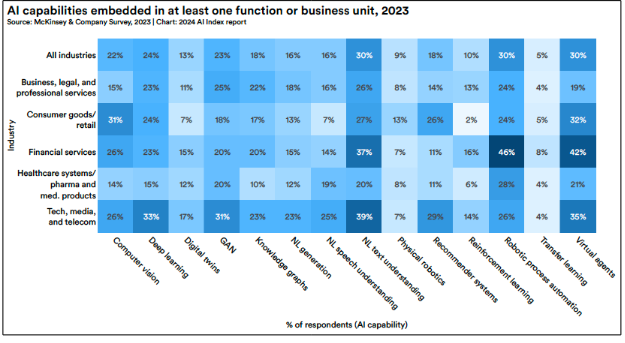 AI capabilities embedded in at least one function or business unit, 2023
Source: McKinsey & Company Survey, 2023 | Chart: 2024 AI Index report
Industry
All industries 22% 24% 13% 23% 18% 16% 16% 30% 9% 18% 10% 30% 5% 30%
Business, legal, and
professional services 15% 23% 11% 25% 22% 18% 16% 26% 8% 14% 13% 24% 4% 19%
Consumer goods/
retail 31% 24% 7% 18% 17% 13% 7% 27% 13% 26% 2% 24% 5% 32%
Financial services 26% 23% 15% 20% 20% 15% 14% 37% 7% 11% 16% 46% 8% 42%
Healthcare systems/
pharma and
med. products 14% 15% 12% 20% 10% 12% 19% 20% 8% 11% 6% 28% 4% 21%
Tech, media,
and telecom 26% 33% 17% 31% 23% 23% 25% 39% 7% 29% 14% 26% 4% 35%
Computer vision
Deep learning
Digital twins
GAN
Knowledge graphs
NL generation
NL speech understanding
NL text understanding
Physical robotics
Recommender systems
Reinforcement learning
Robotic process automation
Transfer learning
Virtual agents
% of respondents (AI capability)